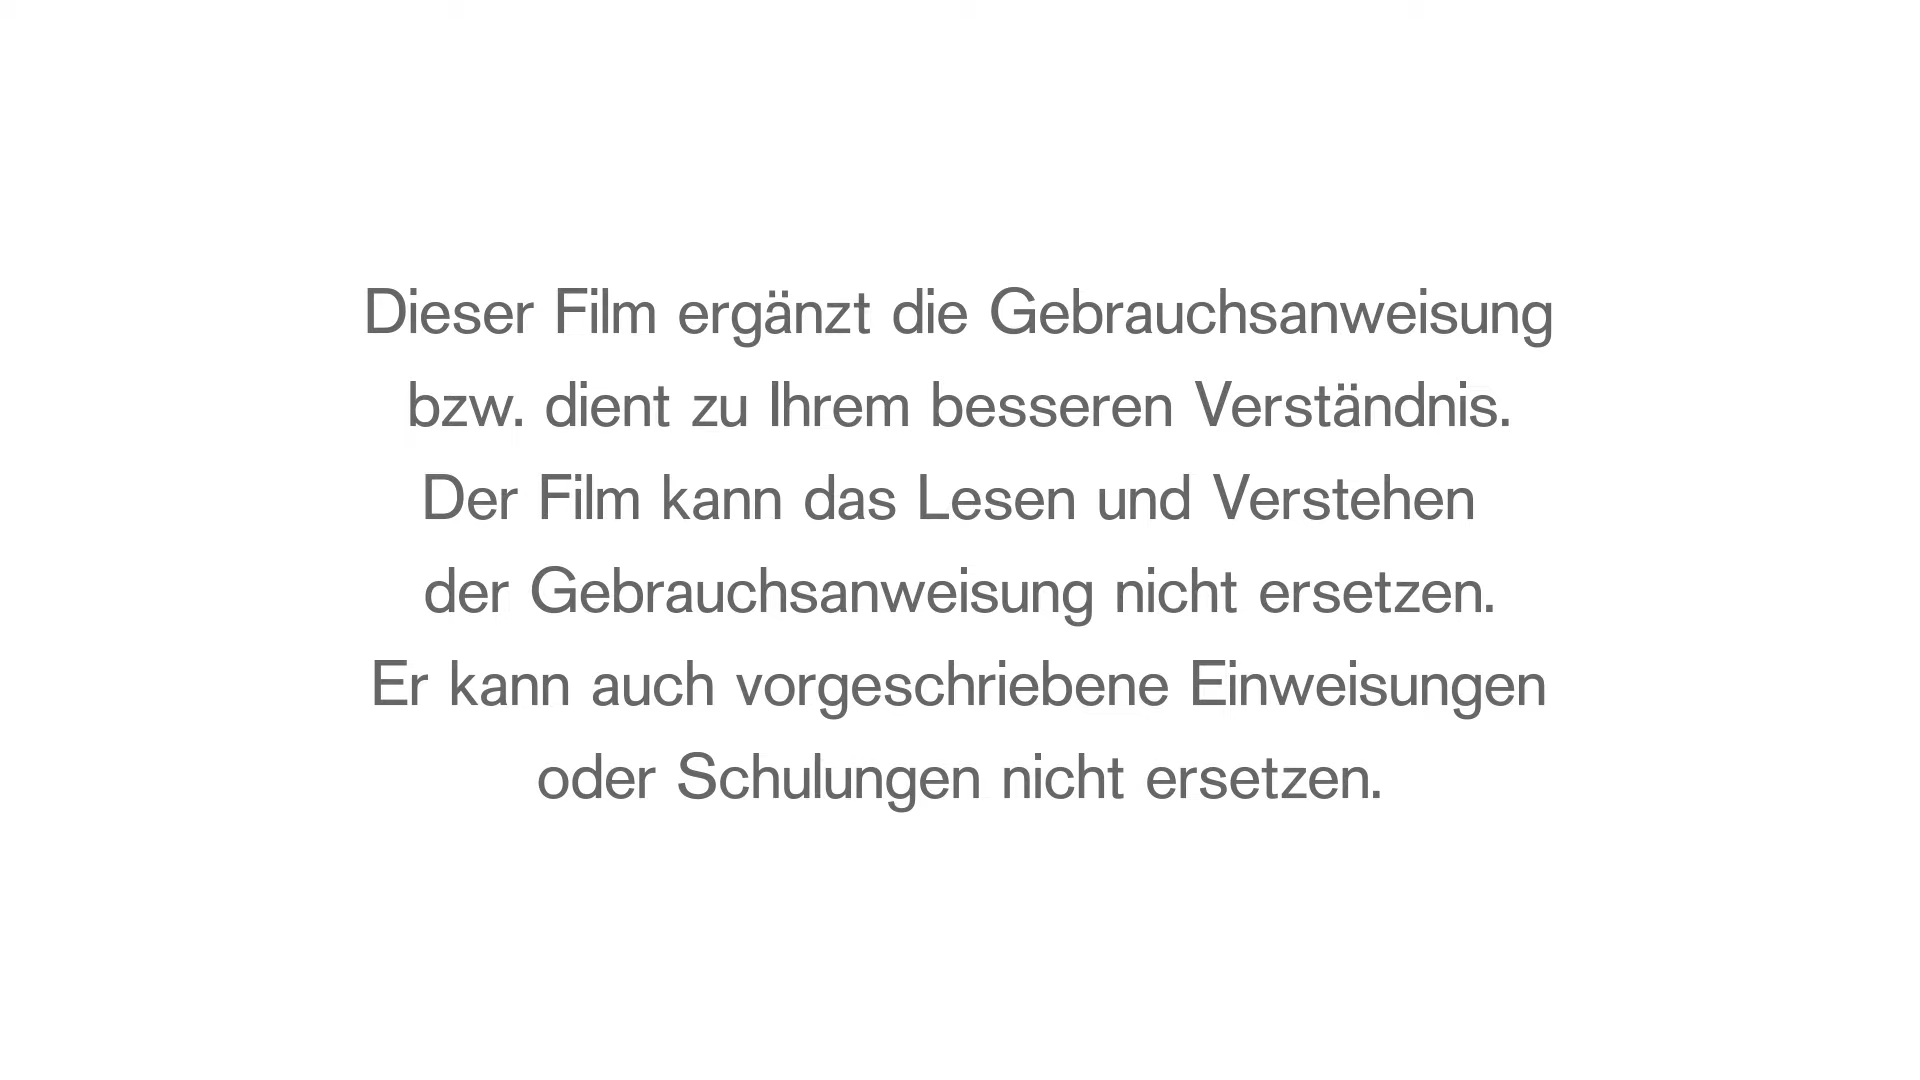 Dieser Film ergänzt die Gebrauchsanweisung
bzw. dient zu Ihrem besseren Verständnis.
Der Film kann das Lesen und Verstehen
der Gebrauchsanweisung nicht ersetzen.
Er kann auch vorgeschriebene Einweisungen
oder Schulungen nicht ersetzen.